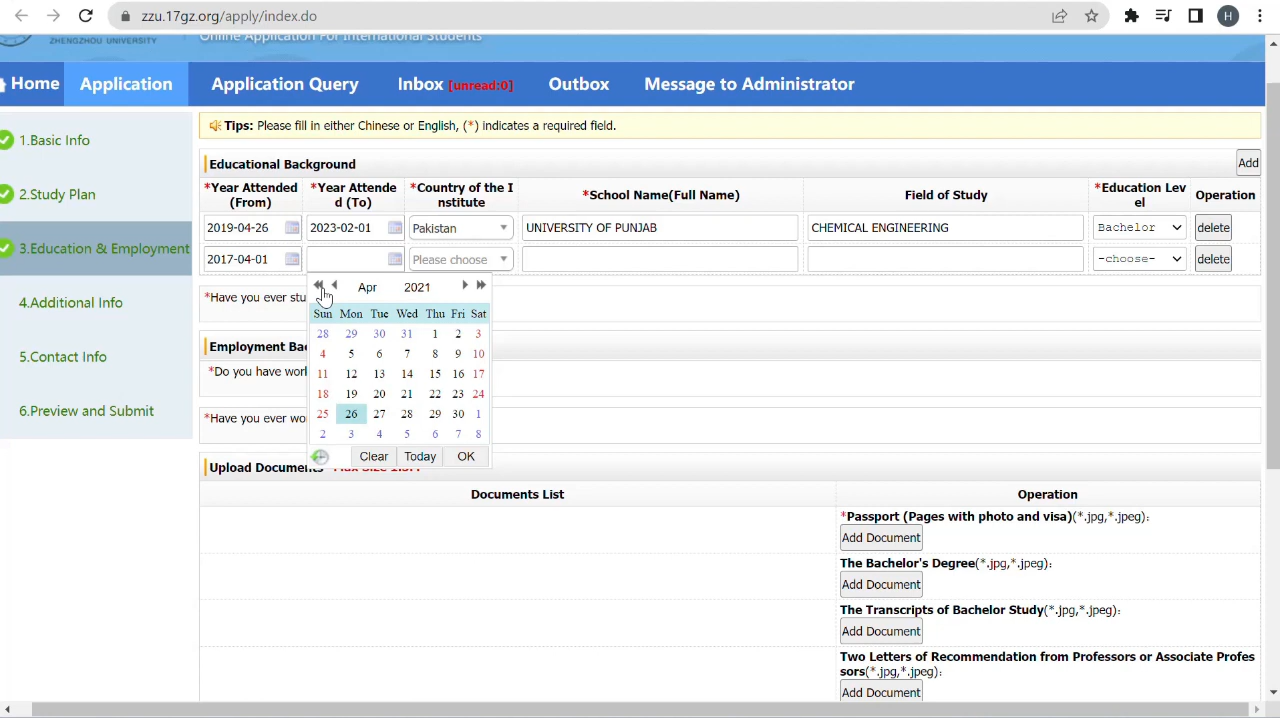 zzu.17gz.org/apply/index.do
H
ZHENGZHOU UNIVERSITY
Online Application For International Students
Home
Application
Application Query
Inbox [unread:0]
Outbox
Message to Administrator
1.Basic Info
2.Study Plan
3.Education & Employment
4.Additional Info
5.Contact Info
6.Preview and Submit
Tips: Please fill in either Chinese or English, (*) indicates a required field.
Educational Background
Add
*Year Attended
(From)
*Year Attende
d (To)
*Country of the I
nstitute
*School Name(Full Name)
Field of Study
*Education Lev
el
Operation
2019-04-26
2023-02-01
Pakistan
UNIVERSITY OF PUNJAB
CHEMICAL ENGINEERING
Bachelor
delete
2017-04-01
Please choose
-choose-
delete
*Have you ever stu
Apr 2021
Sun Mon Tue Wed Thu Fri Sat
28 29 30 31 1 2 3
4 5 6 7 8 9 10
11 12 13 14 15 16 17
18 19 20 21 22 23 24
25 26 27 28 29 30 1
2 3 4 5 6 7 8
Clear Today OK
Employment Bac
*Do you have worl
*Have you ever wo
Upload Documents
Documents List
Operation
*Passport (Pages with photo and visa)(*.jpg,*.jpeg):
Add Document
The Bachelor's Degree(*.jpg,*.jpeg):
Add Document
The Transcripts of Bachelor Study(*.jpg,*.jpeg):
Add Document
Two Letters of Recommendation from Professors or Associate Profes
sors(*.jpg,*.jpeg):
Add Document